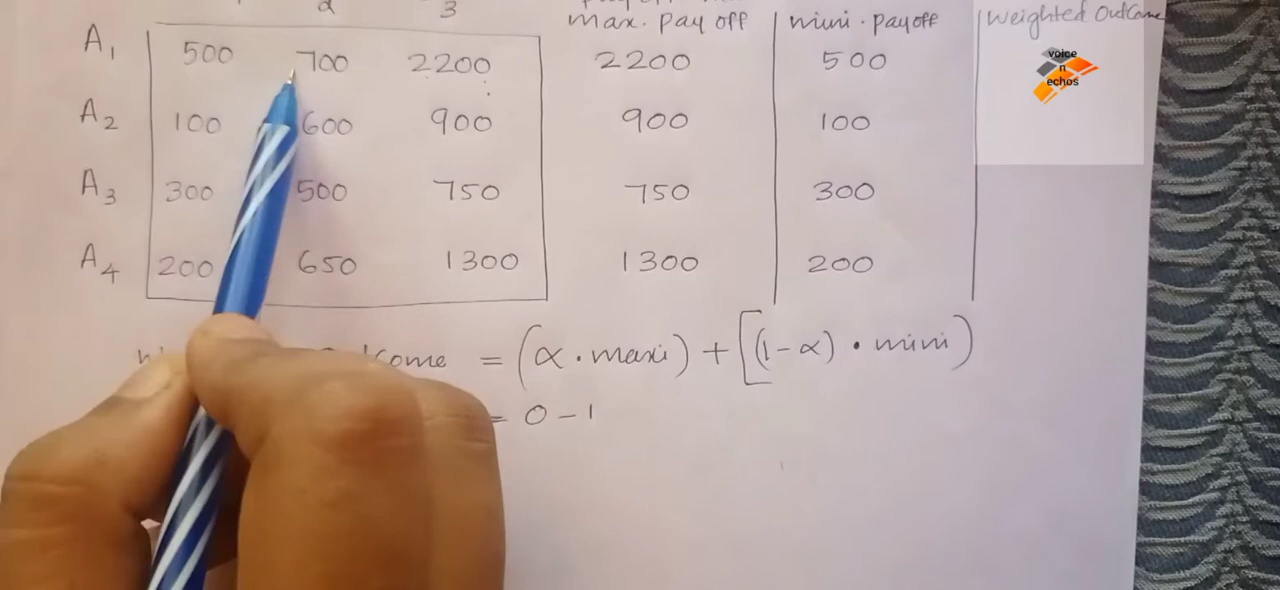 2 3
max. pay off mini. payoff Weighted Outcome
A1 500 700 2200 2200 500
voice n echos
A2 100 600 900 900 100
A3 300 500 750 750 300
A4 200 650 1300 1300 200
= (α . maxi) + [(1-α) . mini)
= 0 - 1